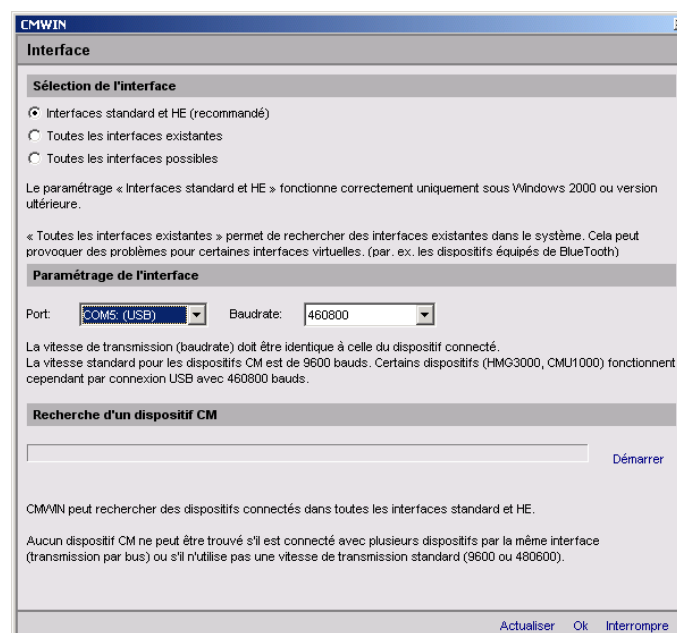 CMWIN
Interface
Sélection de l'interface
Interfaces standard et HE (recommandé)
Toutes les interfaces existantes
Toutes les interfaces possibles
Le paramétrage « Interfaces standard et HE » fonctionne correctement uniquement sous Windows 2000 ou version
ultérieure.
« Toutes les interfaces existantes » permet de rechercher des interfaces existantes dans le système. Cela peut
provoquer des problèmes pour certaines interfaces virtuelles. (par. ex. les dispositifs équipés de BlueTooth)
Paramétrage de l'interface
Port: COM5: (USB) Baudrate: 460800
La vitesse de transmission (baudrate) doit être identique à celle du dispositif connecté.
La vitesse standard pour les dispositifs CM est de 9600 bauds. Certains dispositifs (HMG3000, CMU1000) fonctionnent
cependant par connexion USB avec 460800 bauds.
Recherche d'un dispositif CM
Démarrer
CMWIN peut rechercher des dispositifs connectés dans toutes les interfaces standard et HE.
Aucun dispositif CM ne peut être trouvé s'il est connecté avec plusieurs dispositifs par la même interface
(transmission par bus) ou s'il n'utilise pas une vitesse de transmission standard (9600 ou 480600).
Actualiser Ok Interrompre